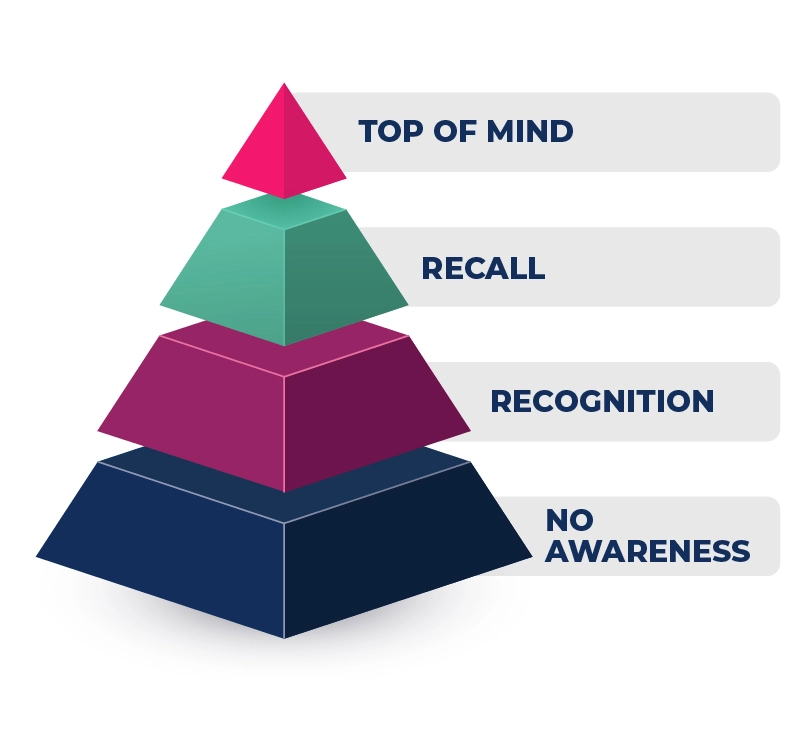 TOP OF MIND
RECALL
RECOGNITION
NO
AWARENESS